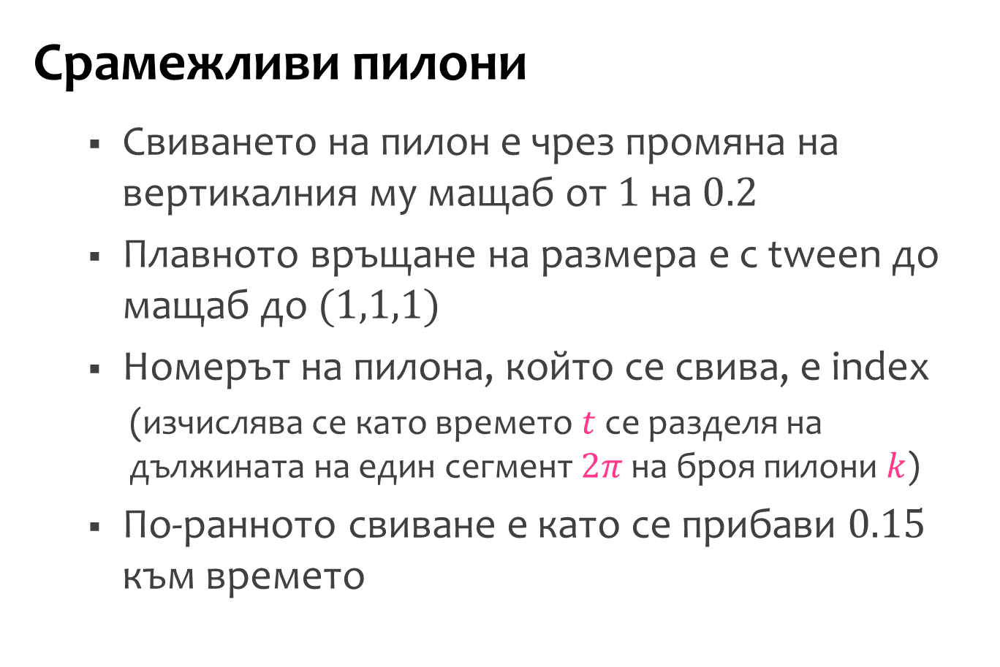 Срамежливи пилони
▪ Свиването на пилон е чрез промяна на
вертикалния му мащаб от 1 на 0.2
▪ Плавното връщане на размера е с tween до
мащаб до (1,1,1)
▪ Номерът на пилона, който се свива, е index
(изчислява се като времето t се разделя на
дължината на един сегмент 2π на броя пилони k)
▪ По-ранното свиване е като се прибави 0.15
към времето